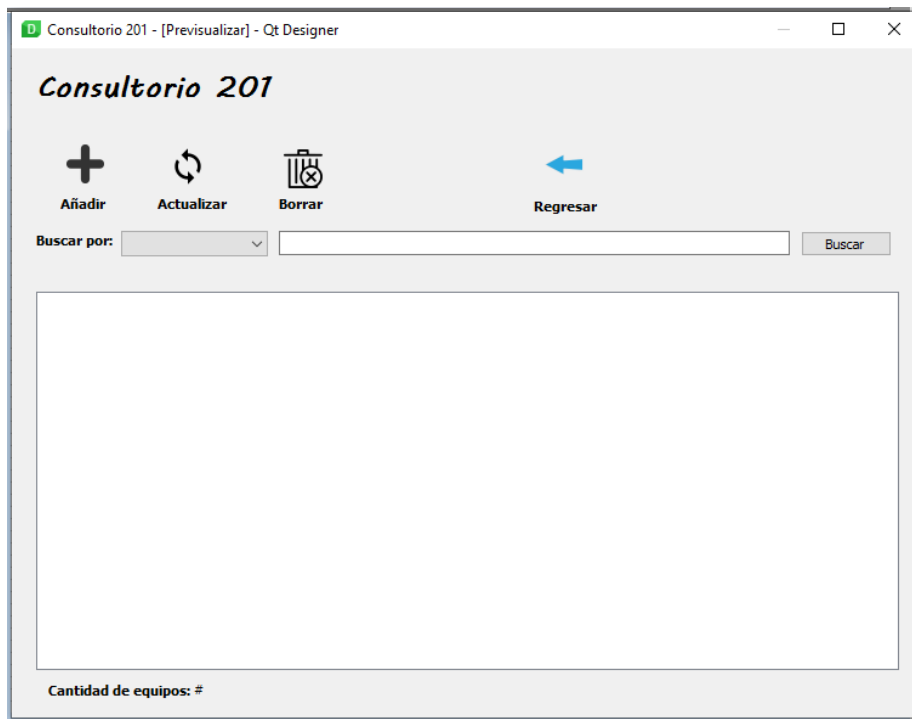 Consultorio 201 - [Previsualizar] - Qt Designer
Consultorio 201
Añadir Actualizar Borrar Regresar
Buscar por: Buscar
Cantidad de equipos: #